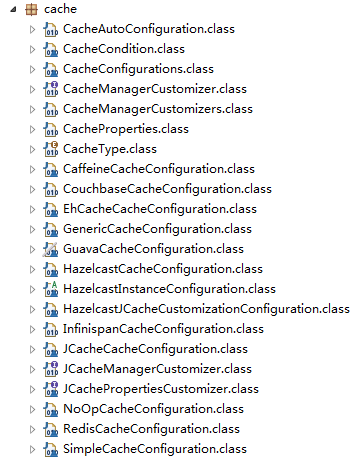 cache
CacheAutoConfiguration.class
CacheCondition.class
CacheConfigurations.class
CacheManagerCustomizer.class
CacheManagerCustomizers.class
CacheProperties.class
CacheType.class
CaffeineCacheConfiguration.class
CouchbaseCacheConfiguration.class
EhCacheCacheConfiguration.class
GenericCacheConfiguration.class
GuavaCacheConfiguration.class
HazelcastCacheConfiguration.class
HazelcastInstanceConfiguration.class
HazelcastJCacheCustomizationConfiguration.class
InfinispanCacheConfiguration.class
JCacheCacheConfiguration.class
JCacheManagerCustomizer.class
JCachePropertiesCustomizer.class
NoOpCacheConfiguration.class
RedisCacheConfiguration.class
SimpleCacheConfiguration.class